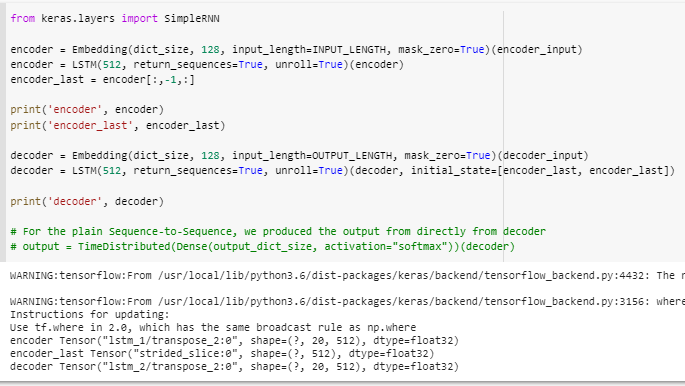 from keras.layers import SimpleRNN
encoder = Embedding(dict_size, 128, input_length=INPUT_LENGTH, mask_zero=True)(encoder_input)
encoder = LSTM(512, return_sequences=True, unroll=True)(encoder)
encoder_last = encoder[:,-1,:]
print('encoder', encoder)
print('encoder_last', encoder_last)
decoder = Embedding(dict_size, 128, input_length=OUTPUT_LENGTH, mask_zero=True)(decoder_input)
decoder = LSTM(512, return_sequences=True, unroll=True)(decoder, initial_state=[encoder_last, encoder_last])
print('decoder', decoder)
# For the plain Sequence-to-Sequence, we produced the output from directly from decoder
# output = TimeDistributed(Dense(output_dict_size, activation="softmax"))(decoder)
WARNING:tensorflow:From /usr/local/lib/python3.6/dist-packages/keras/backend/tensorflow_backend.py:4432: The
WARNING:tensorflow:From /usr/local/lib/python3.6/dist-packages/keras/backend/tensorflow_backend.py:3156: where
Instructions for updating:
Use tf.where in 2.0, which has the same broadcast rule as np.where
encoder Tensor("lstm_1/transpose_2:0", shape=(?, 20, 512), dtype=float32)
encoder_last Tensor("strided_slice:0", shape=(?, 512), dtype=float32)
decoder Tensor("lstm_2/transpose_2:0", shape=(?, 20, 512), dtype=float32)